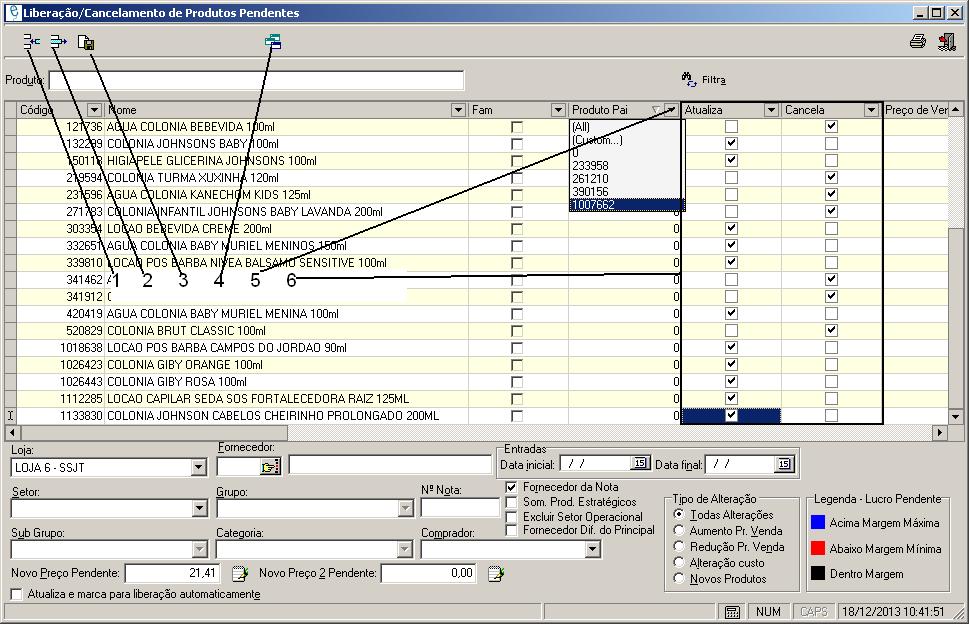 Liberação/Cancelamento de Produtos Pendentes
Produto:
Filtra
Código Nome Fam Produto Pai Atualiza Cancela Preço de Ver
(All)
(Custom...)
0
233958
261210
390156
1007662
121736 AGUA COLONIA BEBEVIDA 100ml
132299 COLONIA JOHNSONS BABY 100ml
150118 HIGIAPELE GLICERINA JOHNSONS 100ml
219594 COLONIA TURMA XUXINHA 120ml
231596 AGUA COLONIA KANECHOM KIDS 125ml
271783 COLONIA INFANTIL JOHNSONS BABY LAVANDA 200ml 0
303354 LOCAO BEBEVIDA CREME 200ml 0
332651 AGUA COLONIA BABY MURIEL MENINOS 150ml 0
339810 LOCAO POS BARBA NIVEA BALSAMO SENSITIVE 100ml 0
341462 1 2 3 4 5 6 0
341912 0
420419 AGUA COLONIA BABY MURIEL MENINA 100ml 0
520829 COLONIA BRUT CLASSIC 100ml 0
1018638 LOCAO POS BARBA CAMPOS DO JORDAO 90ml 0
1026423 COLONIA GIBY ORANGE 100ml 0
1026443 COLONIA GIBY ROSA 100ml 0
1112285 LOCAO CAPILAR SEDA SOS FORTALECEDORA RAIZ 125ML 0
1133830 COLONIA JOHNSON CABELOS CHEIRINHO PROLONGADO 200ML 0
Loja: Fornecedor: Entradas
LOJA 6 - SSJT Data inicial: / / 15 Data final: / / 15
Setor: Grupo: Nº Nota:
Fornecedor da Nota
Som. Prod. Estratégicos
Excluir Setor Operacional
Fornecedor Dif. do Principal
Sub Grupo: Categoria: Comprador:
Tipo de Alteração
Todas Alterações
Aumento Pr. Venda
Redução Pr. Venda
Alteração custo
Novos Produtos
Legenda - Lucro Pendente
Acima Margem Máxima
Abaixo Margem Mínima
Dentro Margem
Novo Preço Pendente: 21,41 Novo Preço 2 Pendente: 0,00
Atualiza e marca para liberação automaticamente
NUM CAPS 18/12/2013 10:41:51